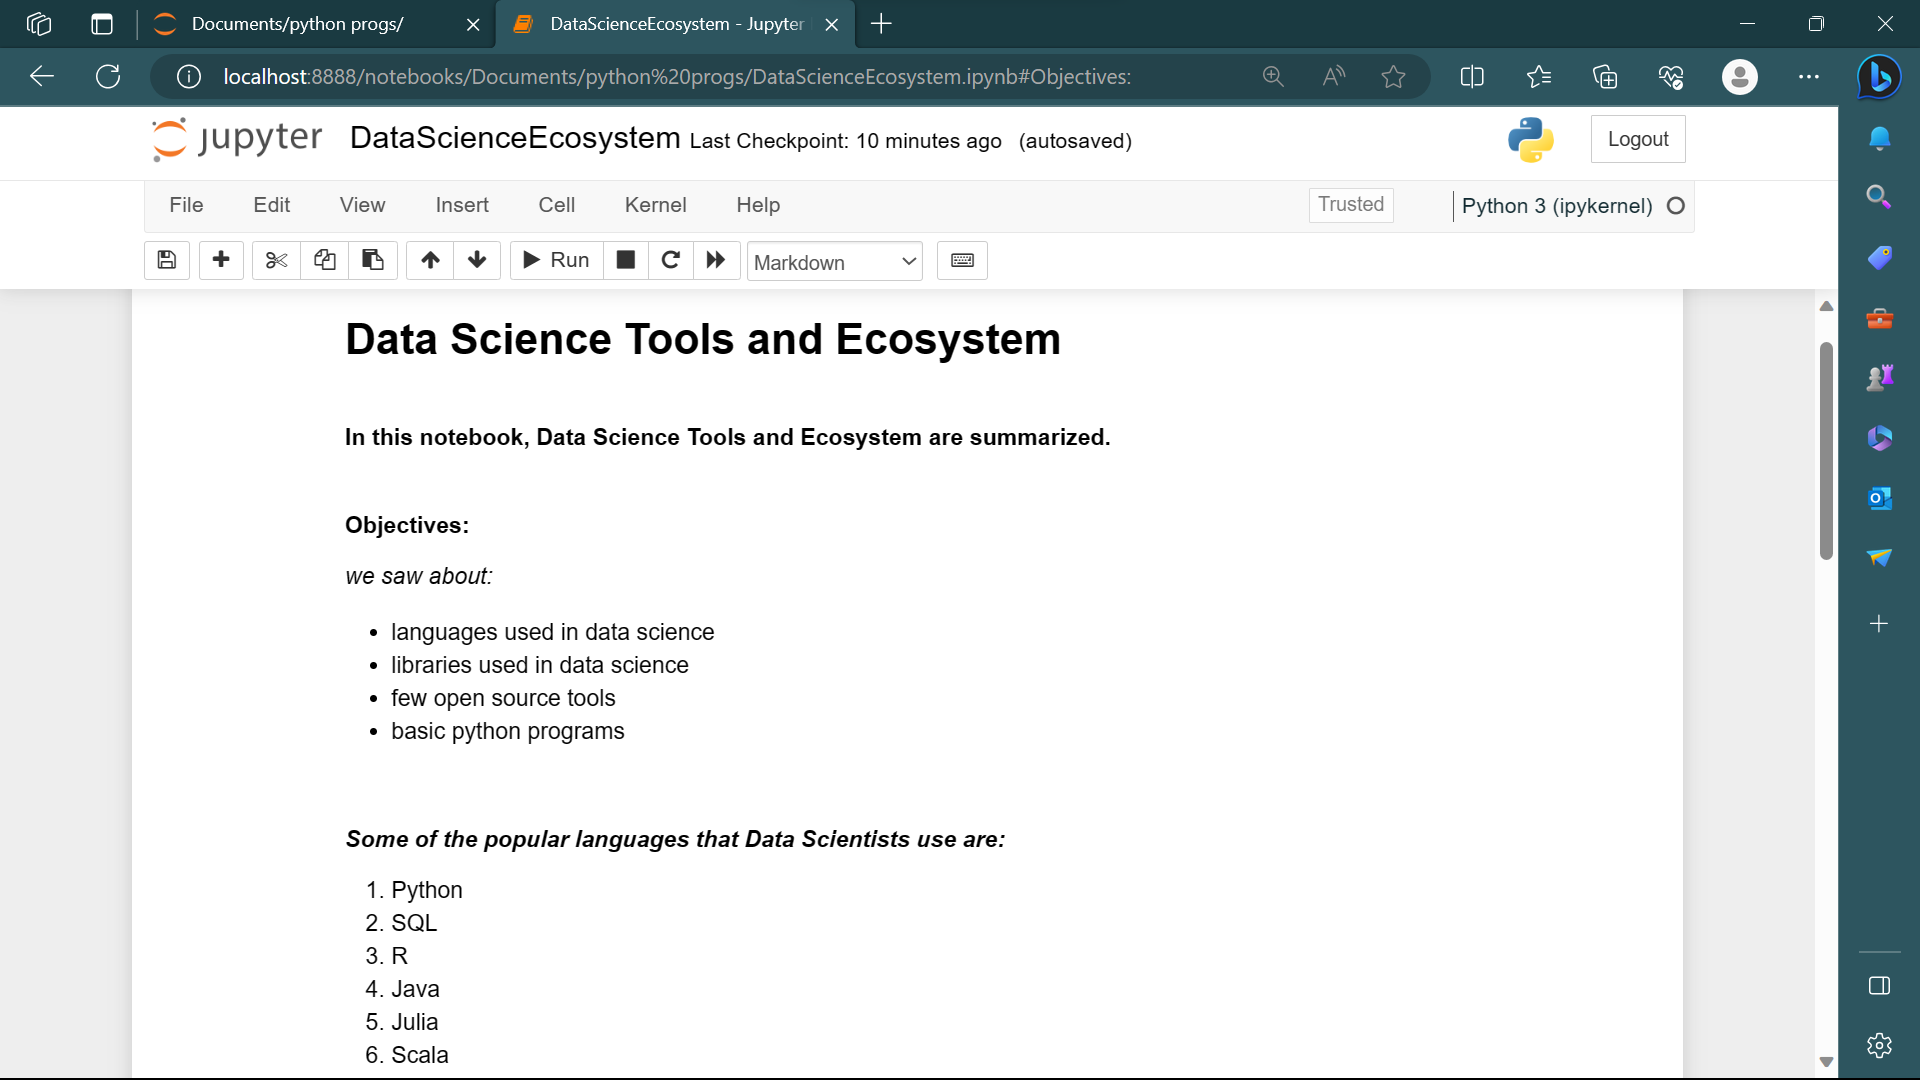 Documents/python progs/
DataScienceEcosystem - Jupyter
localhost:8888/notebooks/Documents/python%20progs/DataScienceEcosystem.ipynb#Objectives:
jupyter DataScienceEcosystem Last Checkpoint: 10 minutes ago (autosaved)
Logout
File Edit View Insert Cell Kernel Help
Trusted
Python 3 (ipykernel)
Run
Markdown
Data Science Tools and Ecosystem
In this notebook, Data Science Tools and Ecosystem are summarized.
Objectives:
we saw about:
• languages used in data science
• libraries used in data science
• few open source tools
• basic python programs
Some of the popular languages that Data Scientists use are:
1. Python
2. SQL
3. R
4. Java
5. Julia
6. Scala